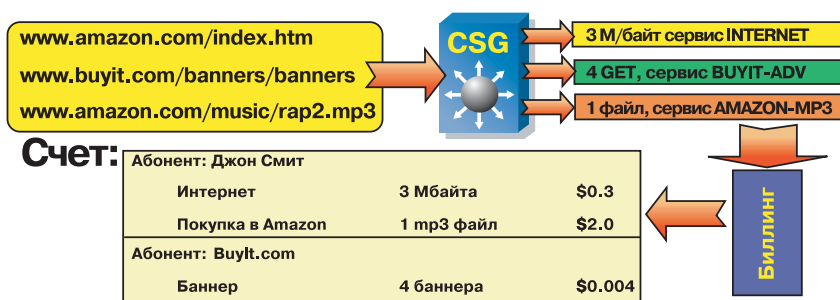 www.amazon.com/index.htm
www.buyit.com/banners/banners
www.amazon.com/music/rap2.mp3
CSG
3 М/байт сервис INTERNET
4 GET, сервис BUYIT-ADV
1 файл, сервис AMAZON-MP3
Счет:
Абонент: Джон Смит
Интернет 3 Мбайта $0.3
Покупка в Amazon 1 mp3 файл $2.0
Абонент: BuyIt.com
Баннер 4 баннера $0.004
Биллинг